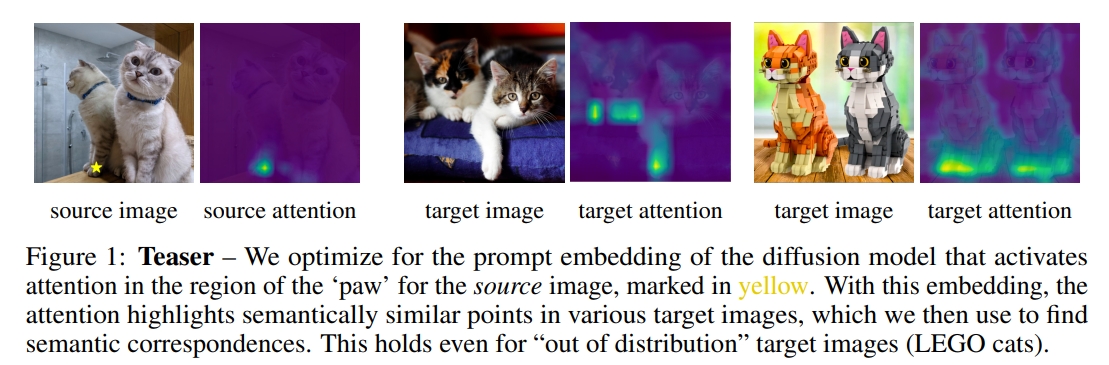 source image source attention target image target attention target image target attention
Figure 1: Teaser – We optimize for the prompt embedding of the diffusion model that activates
attention in the region of the ‘paw’ for the source image, marked in yellow. With this embedding, the
attention highlights semantically similar points in various target images, which we then use to find
semantic correspondences. This holds even for “out of distribution” target images (LEGO cats).